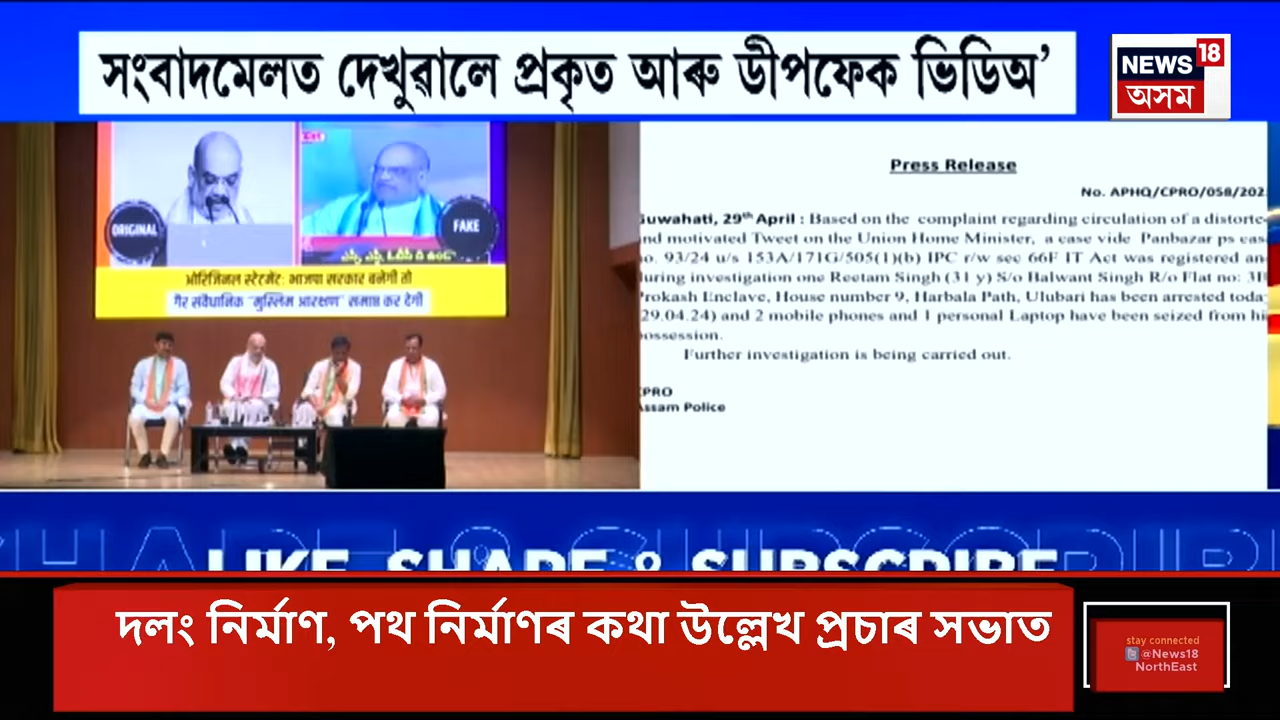 সংবাদমেলত দেখুৱালে প্ৰকৃত আৰু ডীপফেক ভিডিঅ’
NEWS 18
অসম
ORIGINAL
FAKE
ओरिजिनल स्टेटमेंट: भाजपा सरकार बनेगी तो
गैर संवैधानिक "मुस्लिम आरक्षण" समाप्त कर देगी
Press Release
No. APHQ/CPRO/058/202
Guwahati, 29th April : Based on the complaint regarding circulation of a distorte
nd motivated Tweet on the Union Home Minister, a case vide Panbazar ps cas
no. 93/24 u/s 153A/171G/505(1)(b) IPC r/w sec 66F IT Act was registered an
uring investigation one Reetam Singh (31 y) S/o Balwant Singh R/o Flat no: 3B
Prokash Enclave, House number 9, Harbala Path, Ulubari has been arrested toda
29.04.24) and 2 mobile phones and 1 personal Laptop have been seized from hi
ossession.
Further investigation is being carried out.
CPRO
Assam Police
LIKE, SHARE & SUBSCRIBE
দলং নিৰ্মাণ, পথ নিৰ্মাণৰ কথা উল্লেখ প্ৰচাৰ সভাত
stay connected
@News18
NorthEast